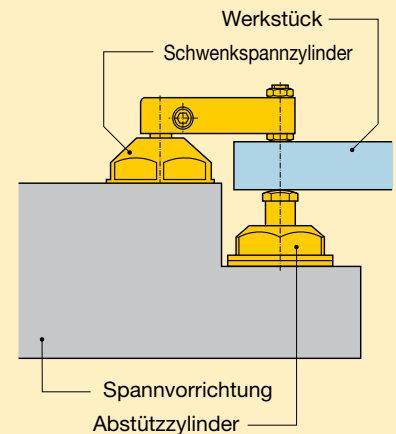 Werkstück
Schwenkspannzylinder
Spannvorrichtung
Abstützzylinder